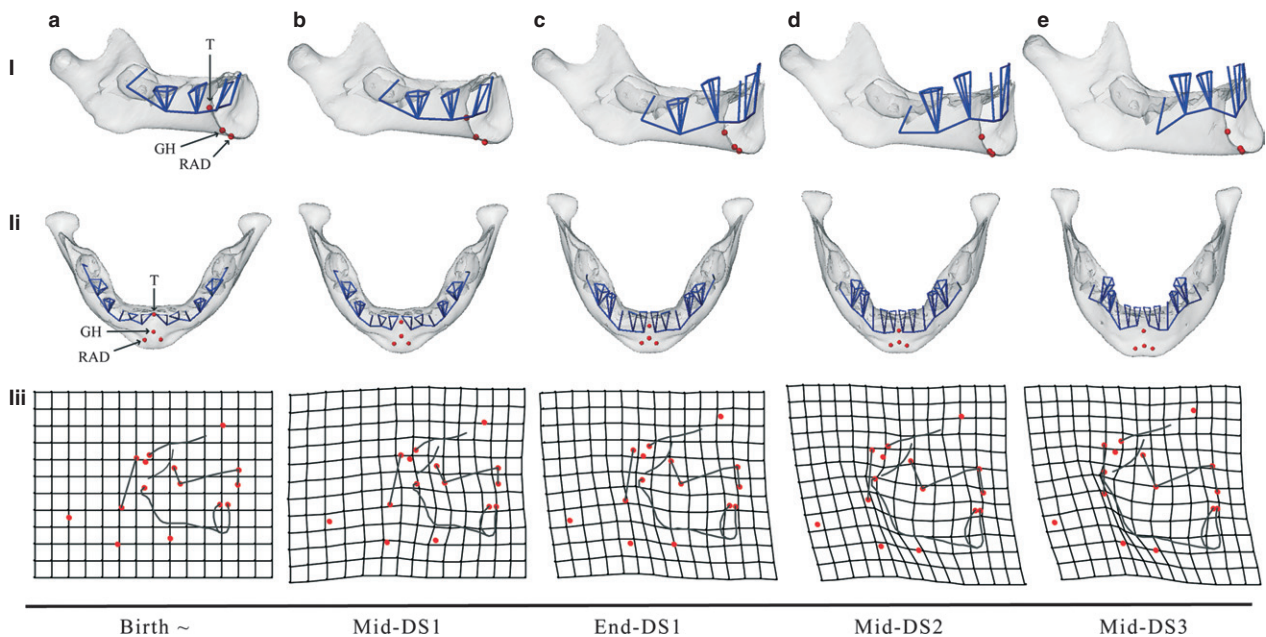 a b c d e
I
T
GH
RAD
Ii
T
GH
RAD
Iii
Birth ~ Mid-DS1 End-DS1 Mid-DS2 Mid-DS3